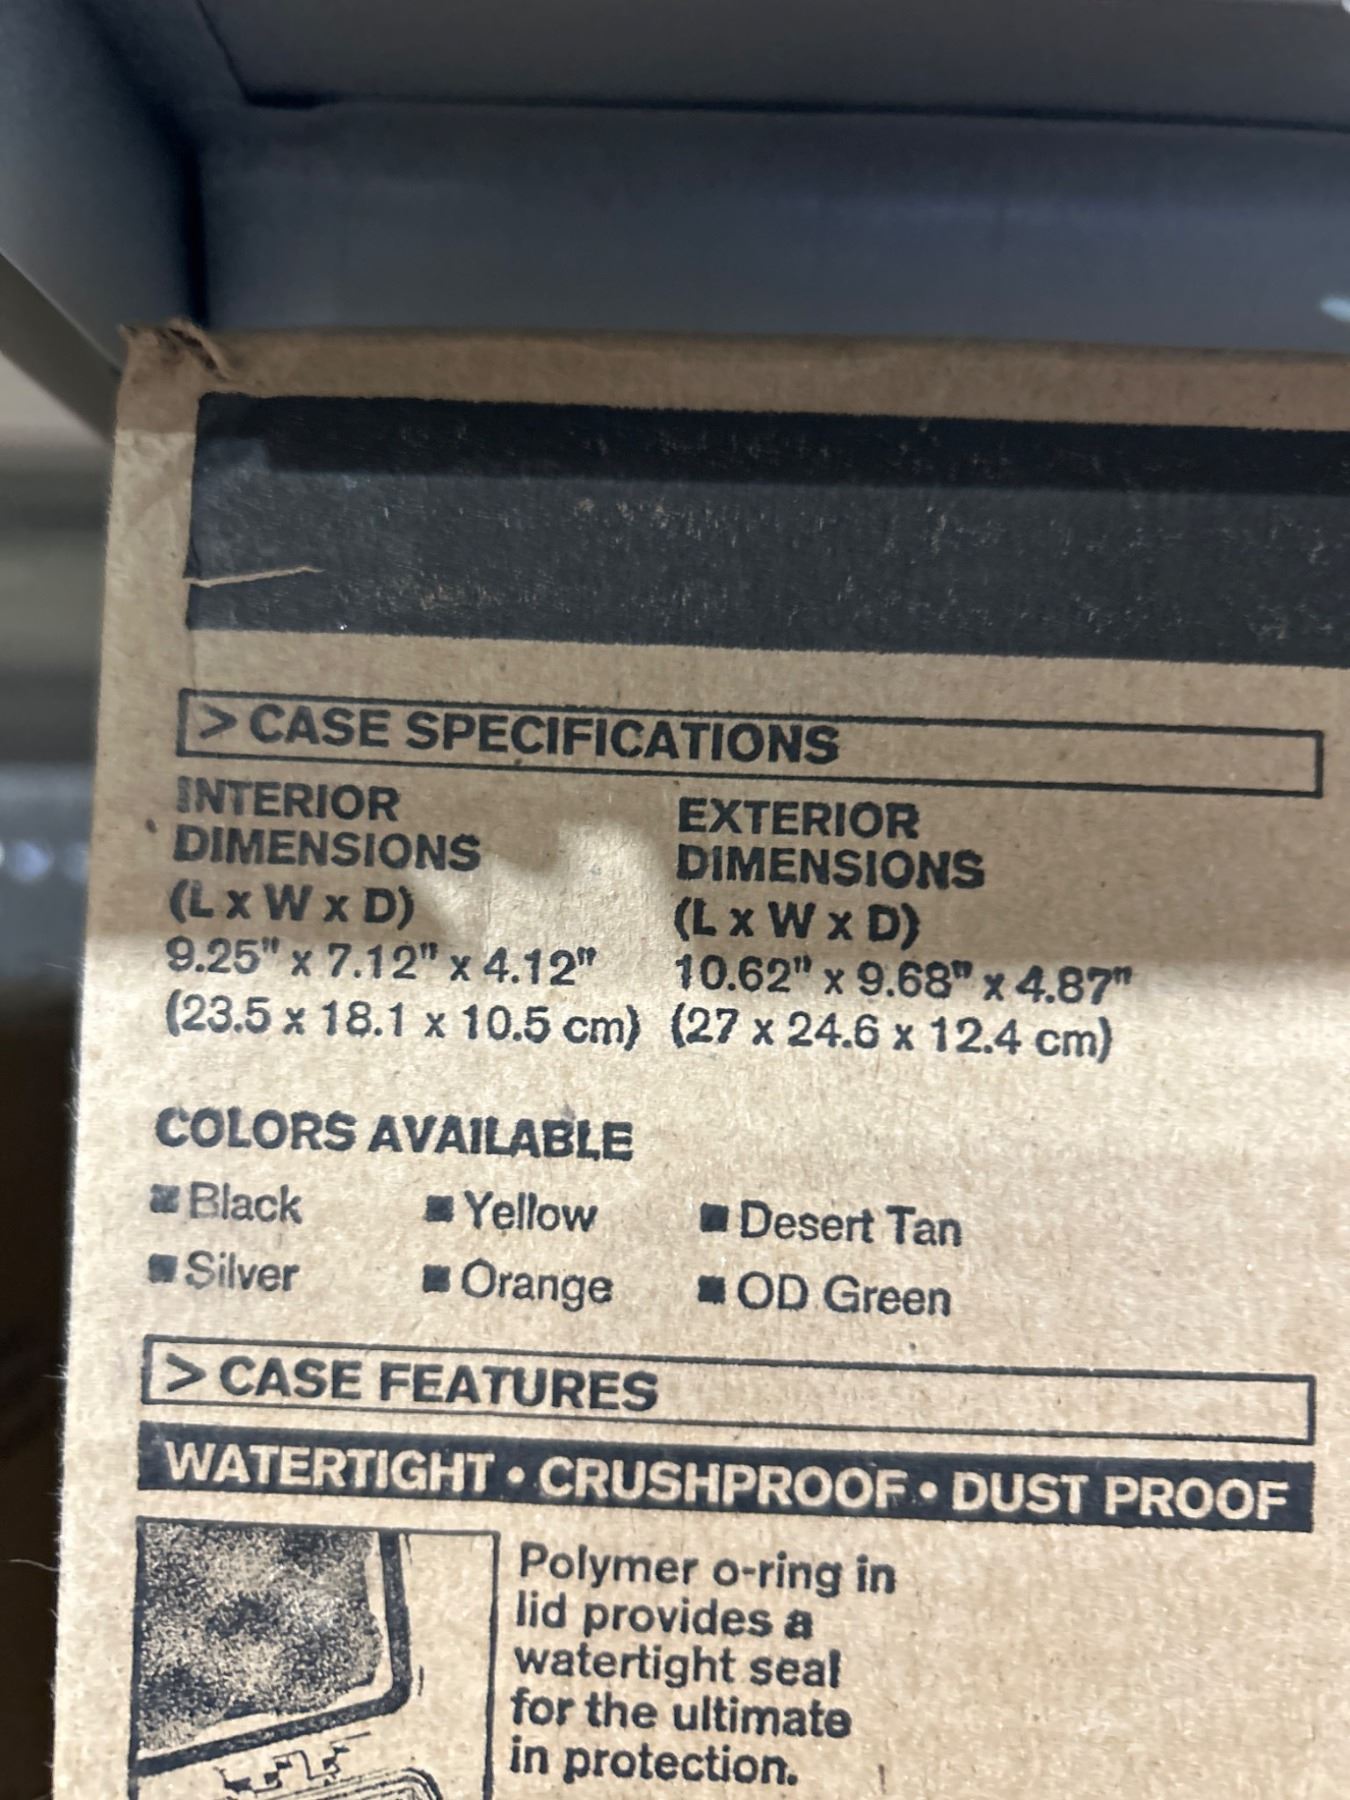 > CASE SPECIFICATIONS
INTERIOR
DIMENSIONS
(L x W x D)
9.25" x 7.12" x 4.12"
(23.5 x 18.1 x 10.5 cm)
EXTERIOR
DIMENSIONS
(L x W x D)
10.62" x 9.68" x 4.87"
(27 x 24.6 x 12.4 cm)
COLORS AVAILABLE
■ Black ■ Yellow ■ Desert Tan
■ Silver ■ Orange ■ OD Green
> CASE FEATURES
WATERTIGHT • CRUSHPROOF • DUST PROOF
Polymer o-ring in
lid provides a
watertight seal
for the ultimate
in protection.